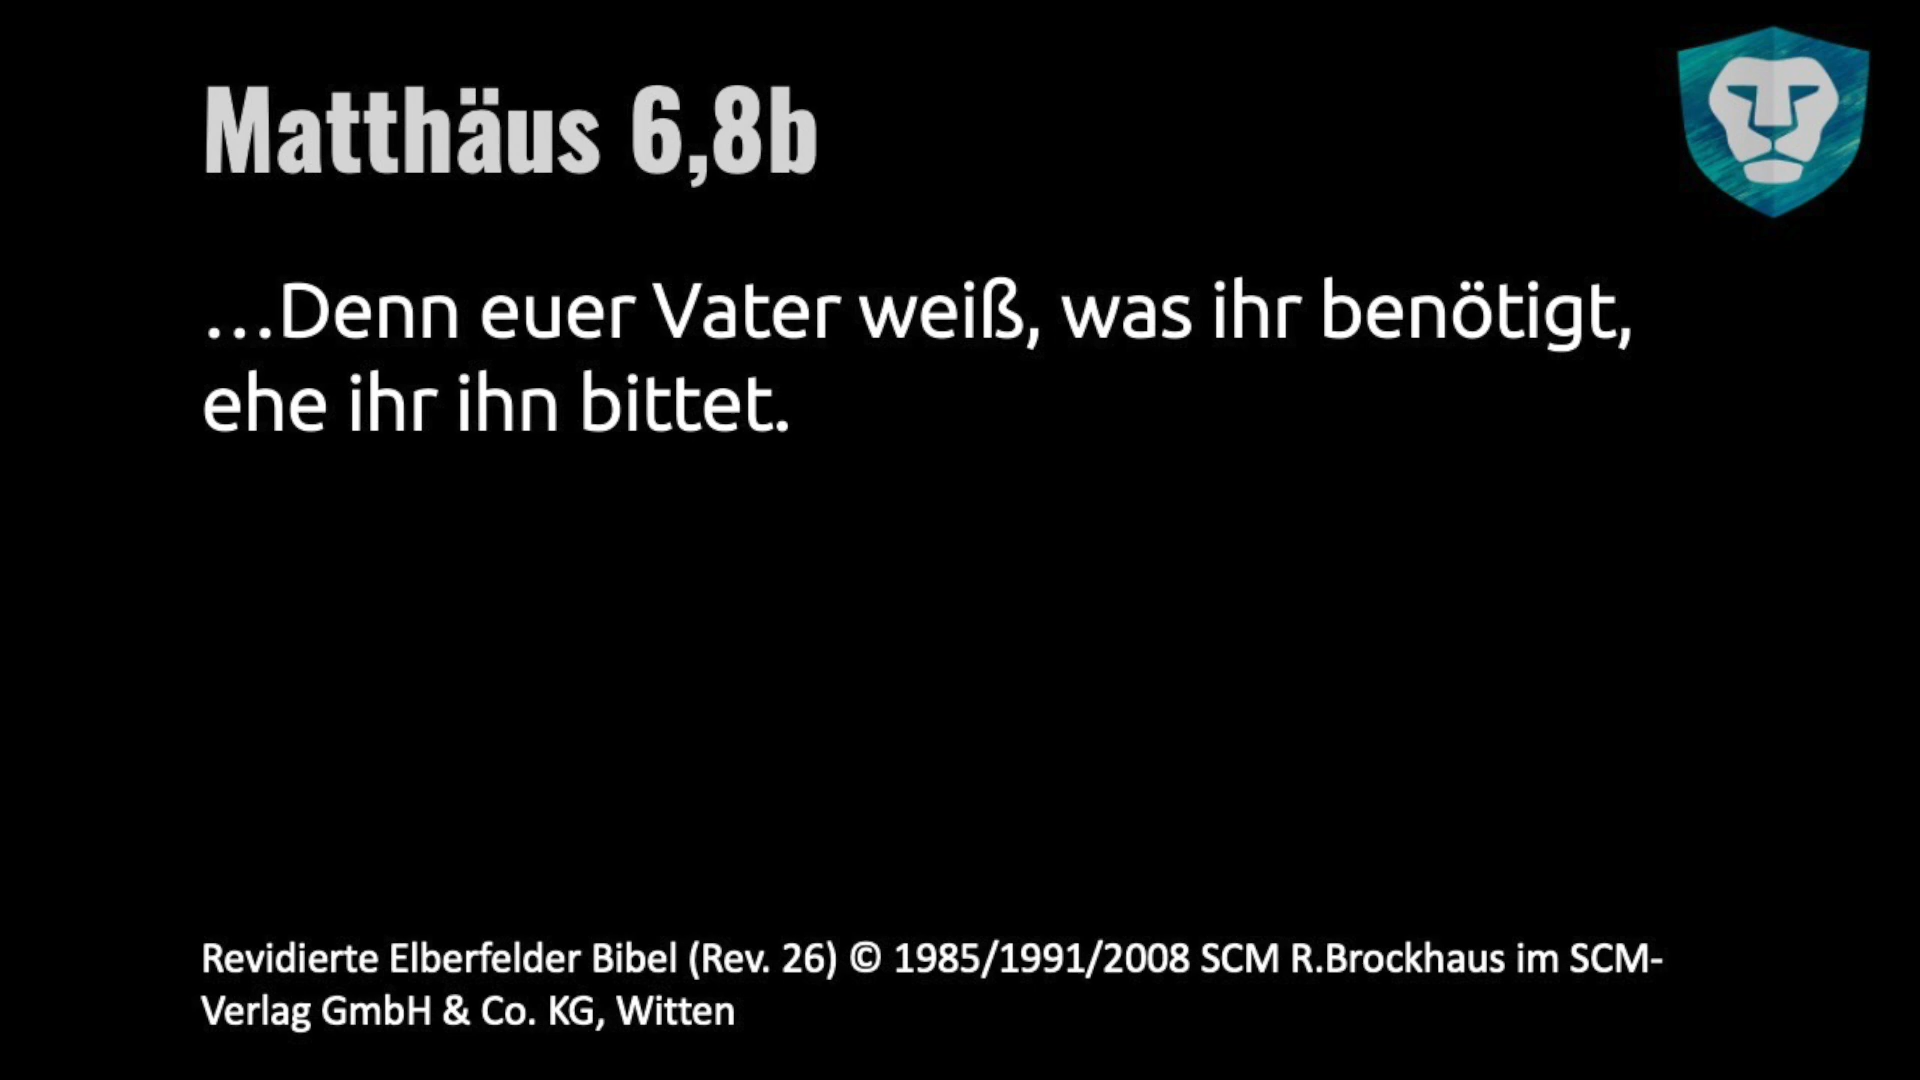 Matthäus 6,8b
…Denn euer Vater weiß, was ihr benötigt,
ehe ihr ihn bittet.
Revidierte Elberfelder Bibel (Rev. 26) © 1985/1991/2008 SCM R.Brockhaus im SCM-
Verlag GmbH & Co. KG, Witten